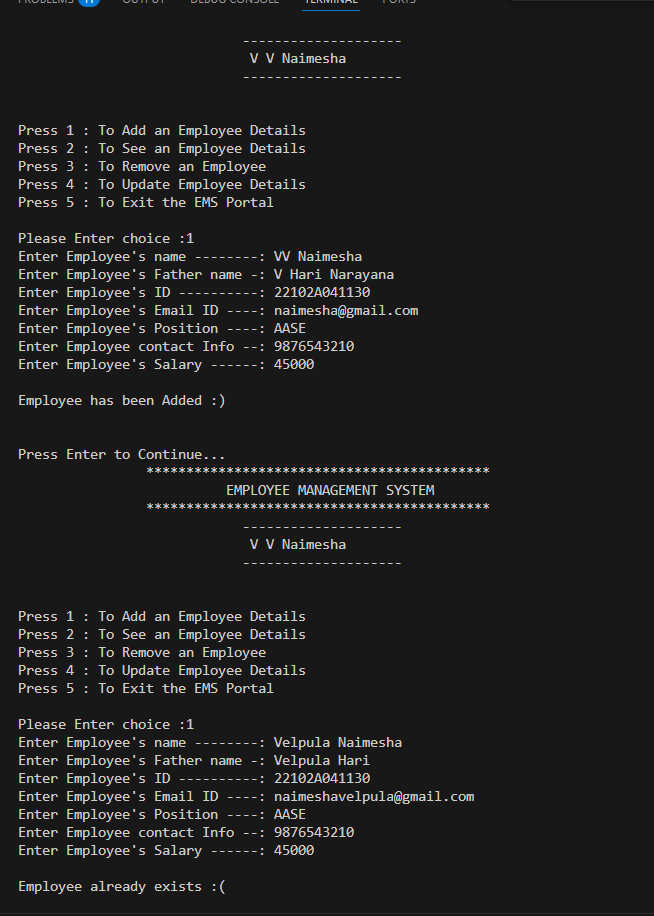 PROBLEMS 11 OUTPUT DEBUG CONSOLE TERMINAL PORTS
--------------------
V V Naimesha
--------------------
Press 1 : To Add an Employee Details
Press 2 : To See an Employee Details
Press 3 : To Remove an Employee
Press 4 : To Update Employee Details
Press 5 : To Exit the EMS Portal
Please Enter choice :1
Enter Employee's name --------: VV Naimesha
Enter Employee's Father name -: V Hari Narayana
Enter Employee's ID ----------: 22102A041130
Enter Employee's Email ID ----: naimesha@gmail.com
Enter Employee's Position ----: AASE
Enter Employee contact Info --: 9876543210
Enter Employee's Salary ------: 45000
Employee has been Added :)
Press Enter to Continue...
*******************************************
EMPLOYEE MANAGEMENT SYSTEM
*******************************************
--------------------
V V Naimesha
--------------------
Press 1 : To Add an Employee Details
Press 2 : To See an Employee Details
Press 3 : To Remove an Employee
Press 4 : To Update Employee Details
Press 5 : To Exit the EMS Portal
Please Enter choice :1
Enter Employee's name --------: Velpula Naimesha
Enter Employee's Father name -: Velpula Hari
Enter Employee's ID ----------: 22102A041130
Enter Employee's Email ID ----: naimeshavelpula@gmail.com
Enter Employee's Position ----: AASE
Enter Employee contact Info --: 9876543210
Enter Employee's Salary ------: 45000
Employee already exists :(